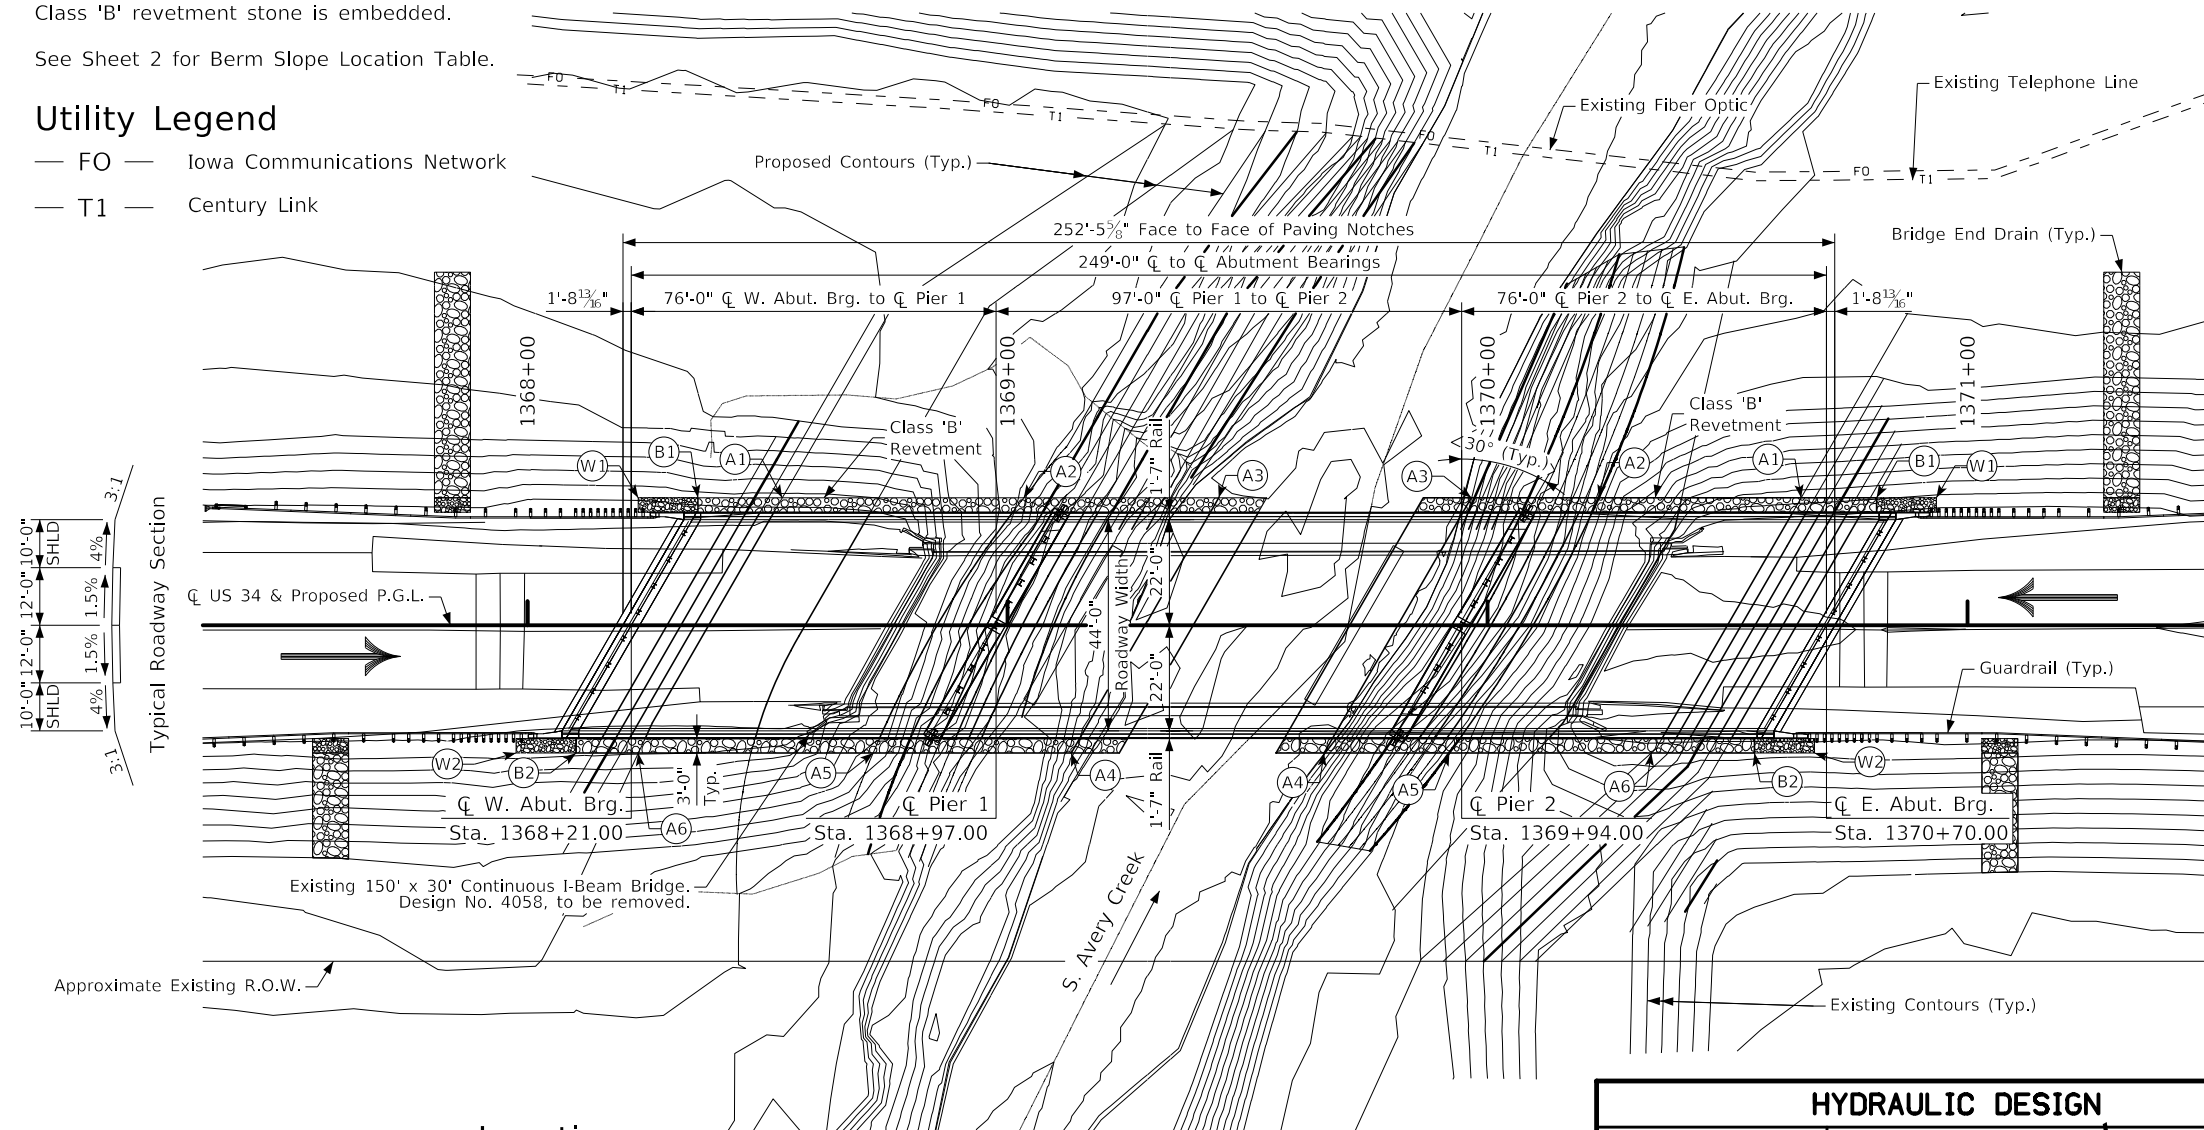 Class 'B' revetment stone is embedded.
See Sheet 2 for Berm Slope Location Table.
Utility Legend
— FO — Iowa Communications Network
— T1 — Century Link
FO
T1
FO
T1
FO
T1
FO
T1
Existing Fiber Optic
Existing Telephone Line
Proposed Contours (Typ.)
252'-5⅝" Face to Face of Paving Notches
Bridge End Drain (Typ.)
249'-0" ℄ to ℄ Abutment Bearings
1'-8 13/16"
76'-0" ℄ W. Abut. Brg. to ℄ Pier 1
97'-0" ℄ Pier 1 to ℄ Pier 2
76'-0" ℄ Pier 2 to ℄ E. Abut. Brg.
1'-8 13/16"
1368+00
1369+00
1370+00
1371+00
Class 'B'
Revetment
Class 'B'
Revetment
W1
B1
A1
A2
A3
A3
30° (Typ.)
A2
A1
B1
W1
1'-7" Rail
22'-0"
44'-0"
Roadway Width
22'-0"
1'-7" Rail
3:1
10'-0"
SHLD
4%
12'-0"
1.5%
12'-0"
1.5%
10'-0"
SHLD
4%
3:1
Typical Roadway Section
℄ US 34 & Proposed P.G.L.
Guardrail (Typ.)
W2
B2
A6
3'-0"
Typ.
A5
A4
A4
A5
A6
B2
W2
℄ W. Abut. Brg.
Sta. 1368+21.00
℄ Pier 1
Sta. 1368+97.00
℄ Pier 2
Sta. 1369+94.00
℄ E. Abut. Brg.
Sta. 1370+70.00
Existing 150' x 30' Continuous I-Beam Bridge.
Design No. 4058, to be removed.
S. Avery Creek
Approximate Existing R.O.W.
Existing Contours (Typ.)
HYDRAULIC DESIGN